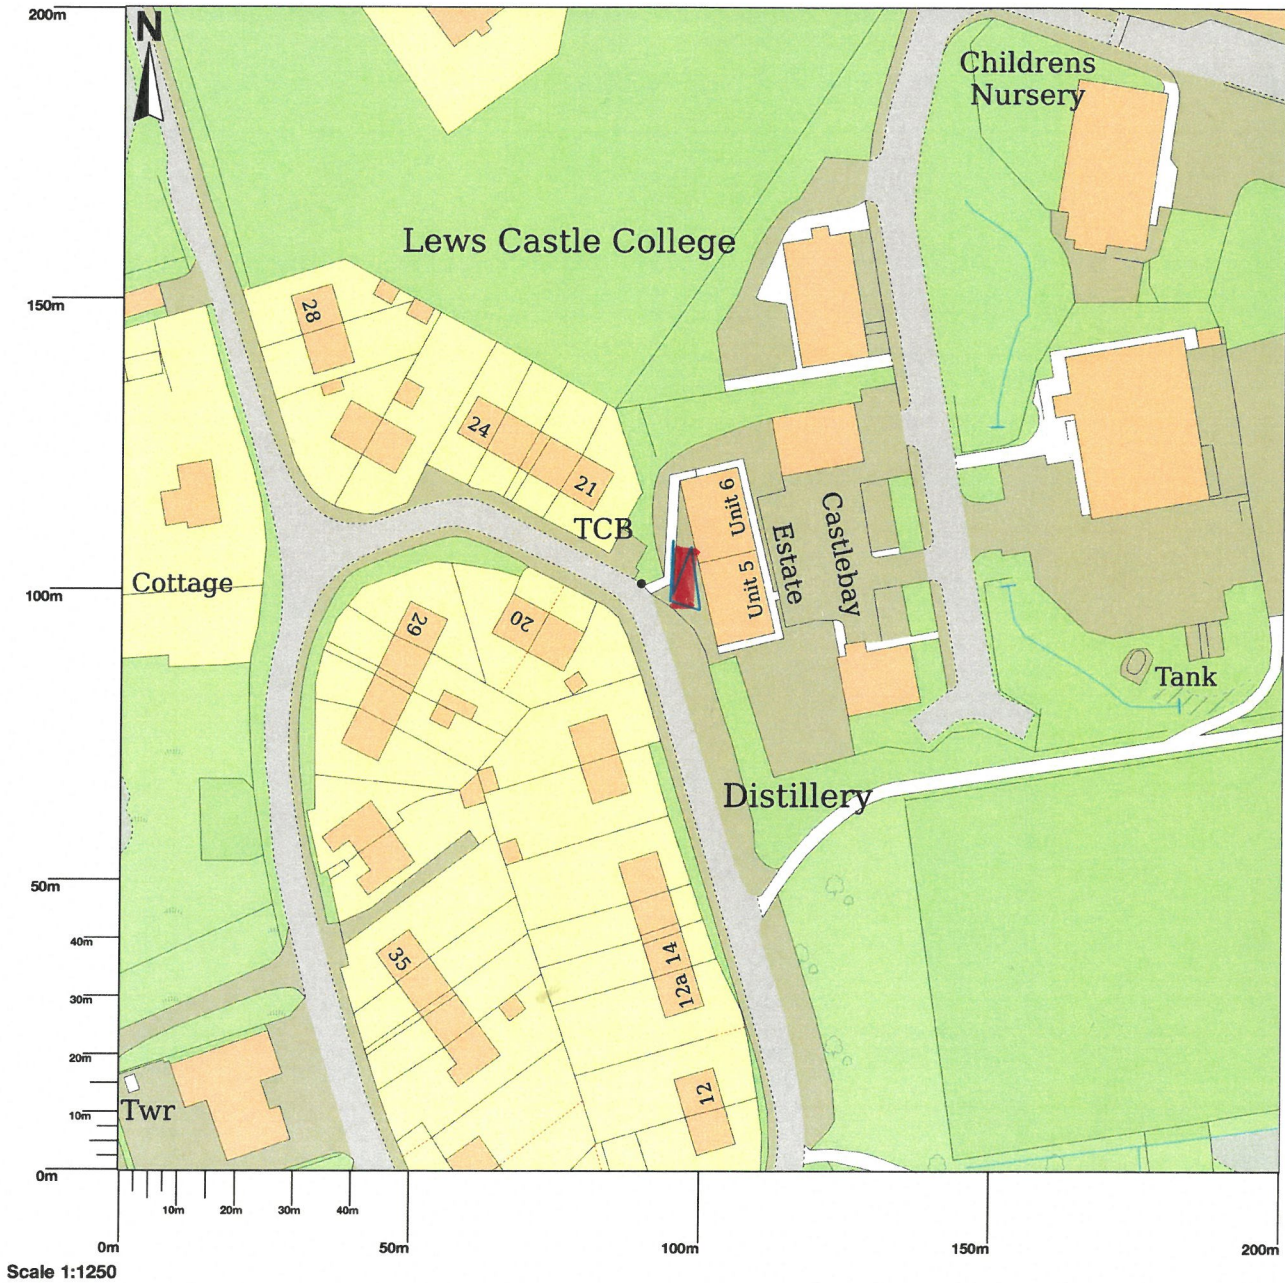 200m
N
Childrens
Nursery
Lews Castle College
150m
28
24
21
TCB
Unit 6
Unit 5
Estate
Castlebay
Cottage
100m
29
20
Tank
Distillery
50m
40m
35
12a 14
30m
20m
12
Twr
10m
0m
10m
20m
30m
40m
0m
50m
100m
150m
200m
Scale 1:1250